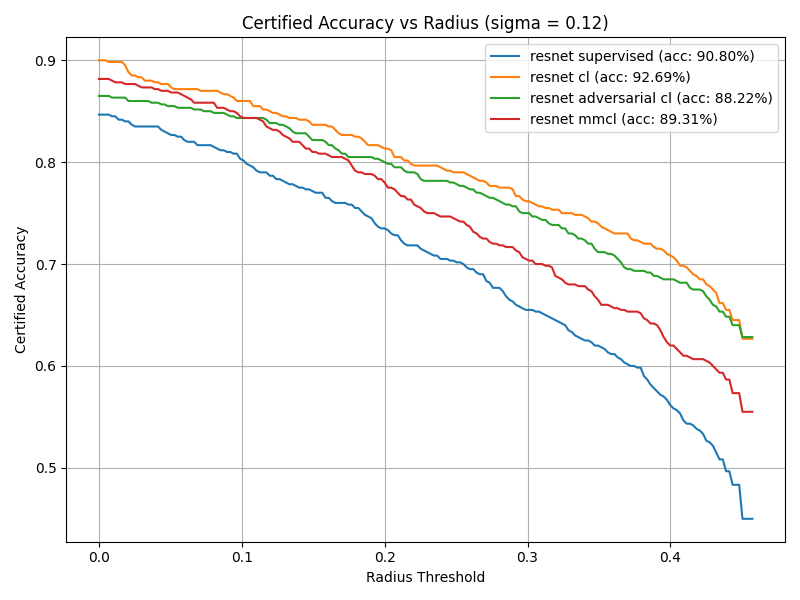 Certified Accuracy vs Radius (sigma = 0.12)
resnet supervised (acc: 90.80%)
resnet cl (acc: 92.69%)
resnet adversarial cl (acc: 88.22%)
resnet mmcl (acc: 89.31%)
Certified Accuracy
0.9
0.8
0.7
0.6
0.5
0.0 0.1 0.2 0.3 0.4
Radius Threshold